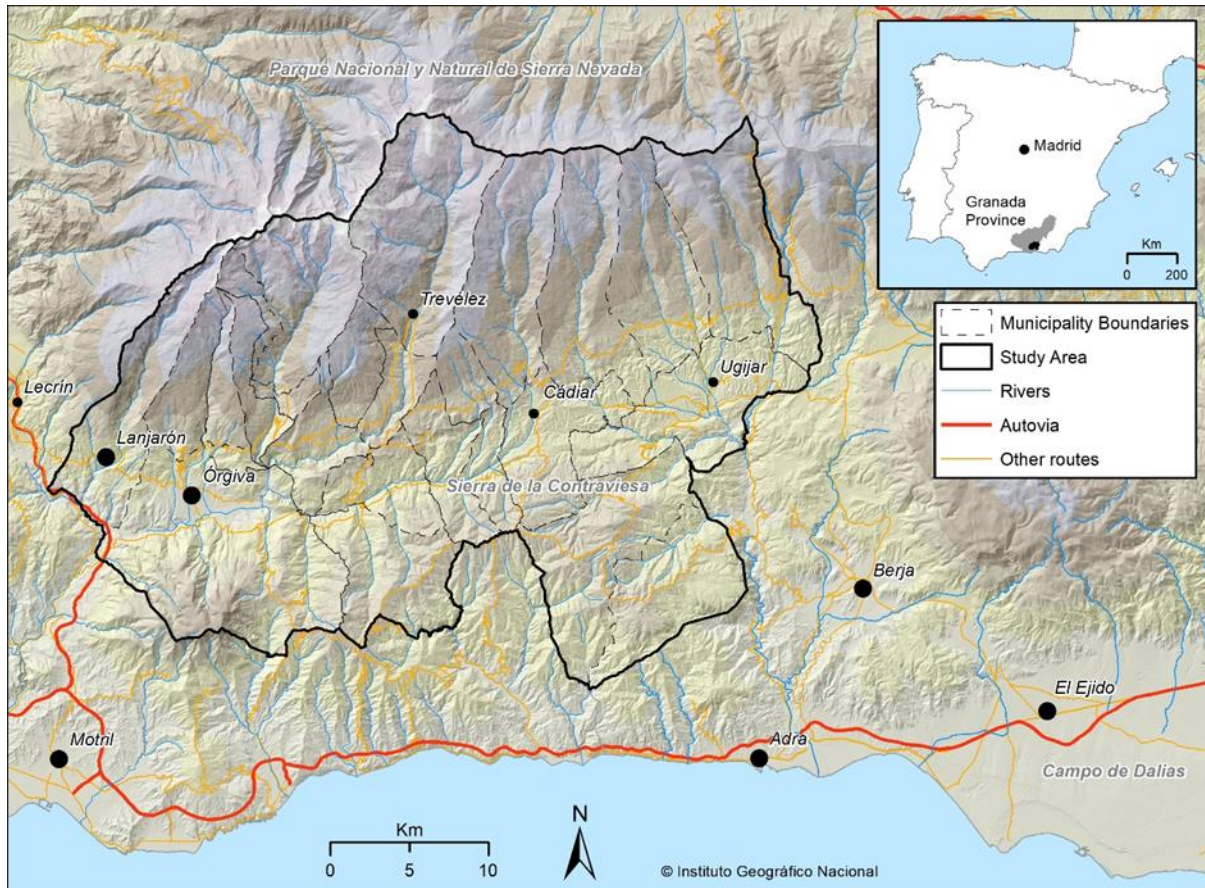 Parque Nacional y Natural de Sierra Nevada
Madrid
Granada
Province
Km
0 200
Trevélez
Municipality Boundaries
Study Area
Rivers
Autovia
Other routes
Ugijar
Lecrín
Cádiar
Lanjarón
Órgiva
Sierra de la Contraviesa
Berja
El Ejido
Motril
Adra
Campo de Dalias
Km
0 5 10
N
© Instituto Geográfico Nacional